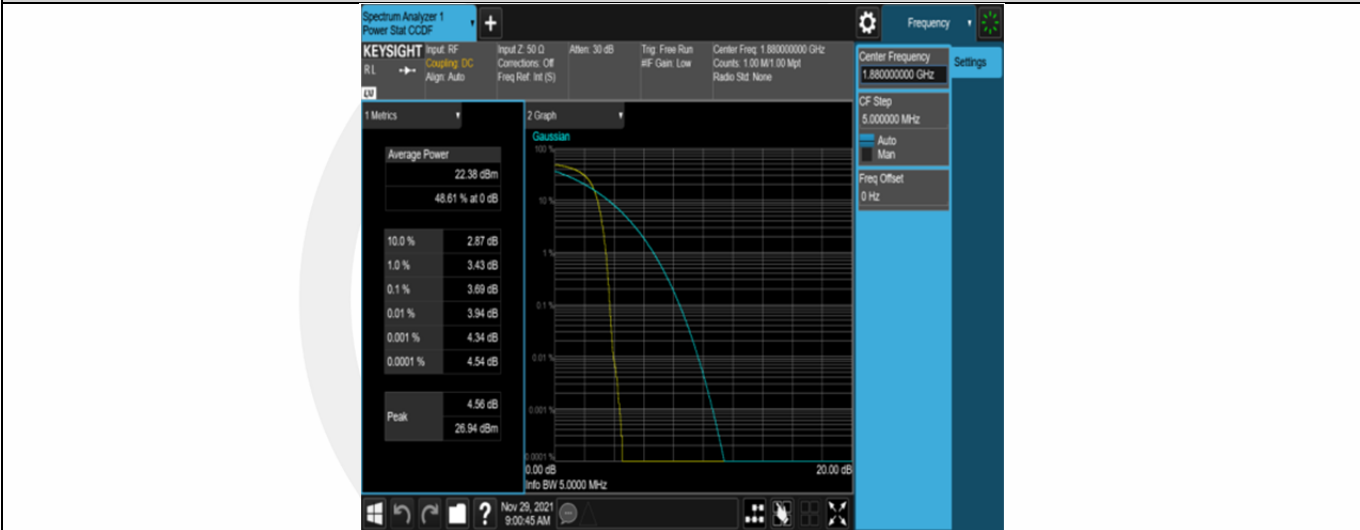 Spectrum Analyzer 1
Power Stat CCDF
+
Frequency
KEYSIGHT Input: RF
Coupling: DC
Align: Auto
RL
Input Z: 50 Ω
Corrections: Off
Freq Ref: Int (S)
Atten: 30 dB
Trig: Free Run
#IF Gain: Low
Center Freq: 1.880000000 GHz
Counts: 1.00 M/1.00 Mpt
Radio Std: None
Center Frequency
1.880000000 GHz
Settings
CF Step
5.000000 MHz
Auto
Man
Freq Offset
0 Hz
1 Metrics
Average Power
22.38 dBm
48.61 % at 0 dB
10.0 % 2.87 dB
1.0 % 3.43 dB
0.1 % 3.69 dB
0.01 % 3.94 dB
0.001 % 4.34 dB
0.0001 % 4.54 dB
Peak
4.56 dB
26.94 dBm
2 Graph
Gaussian
100 %
10 %
1 %
0.1 %
0.01 %
0.001 %
0.0001 %
0.00 dB 20.00 dB
Info BW 5.0000 MHz
?
Nov 29, 2021
9:00:45 AM